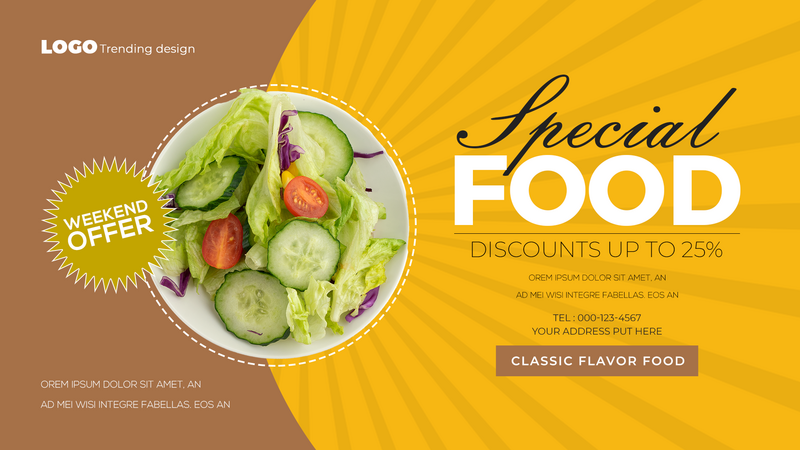 LOGO Trending design
WEEKEND
OFFER
OREM IPSUM DOLOR SIT AMET, AN
AD MEI WISI INTEGRE FABELLAS. EOS AN
Special
FOOD
DISCOUNTS UP TO 25%
OREM IPSUM DOLOR SIT AMET, AN
AD MEI WISI INTEGRE FABELLAS. EOS AN
TEL : 000-123-4567
YOUR ADDRESS PUT HERE
CLASSIC FLAVOR FOOD